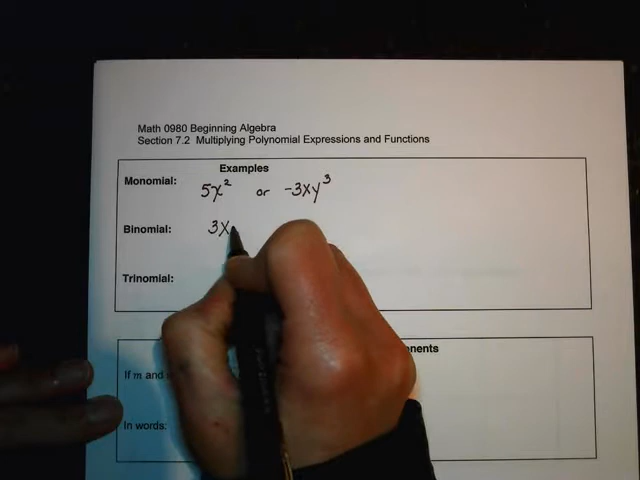 Math 0980 Beginning Algebra
Section 7.2 Multiplying Polynomial Expressions and Functions
Examples
Monomial: 5x² or -3xy³
Binomial: 3x
Trinomial:
If m and
In words: